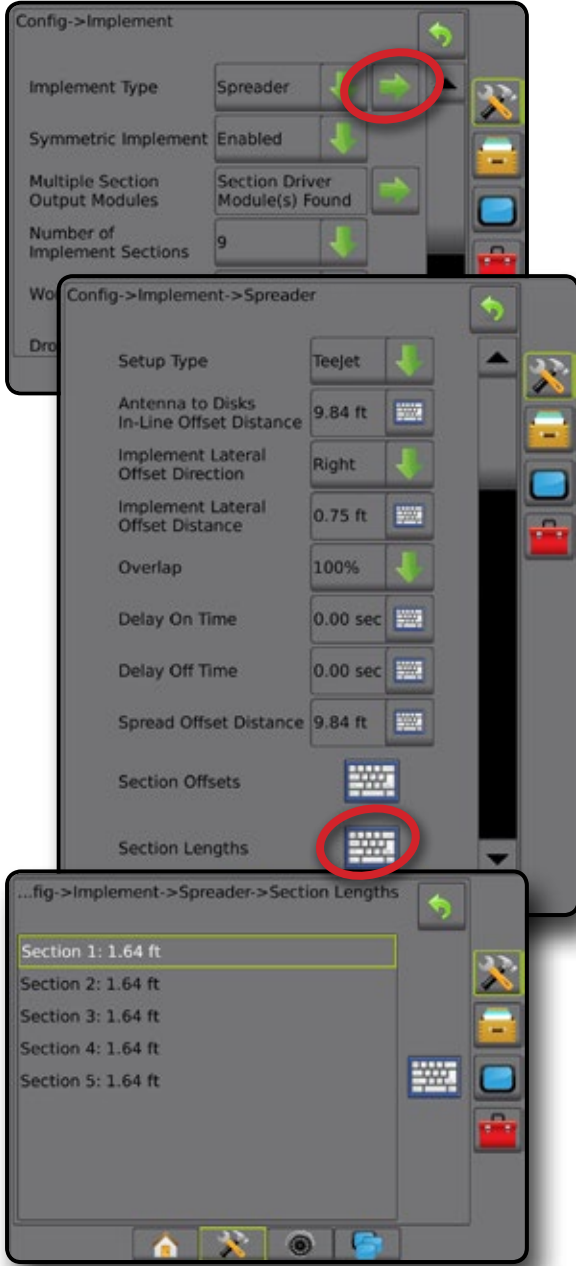 Config->Implement
Implement Type Spreader
Symmetric Implement Enabled
Multiple Section Section Driver
Output Modules Module(s) Found
Number of
Implement Sections 9
Wo
Dro
Config->Implement->Spreader
Setup Type TeeJet
Antenna to Disks
In-Line Offset Distance 9.84 ft
Implement Lateral
Offset Direction Right
Implement Lateral
Offset Distance 0.75 ft
Overlap 100%
Delay On Time 0.00 sec
Delay Off Time 0.00 sec
Spread Offset Distance 9.84 ft
Section Offsets
Section Lengths
...fig->Implement->Spreader->Section Lengths
Section 1: 1.64 ft
Section 2: 1.64 ft
Section 3: 1.64 ft
Section 4: 1.64 ft
Section 5: 1.64 ft